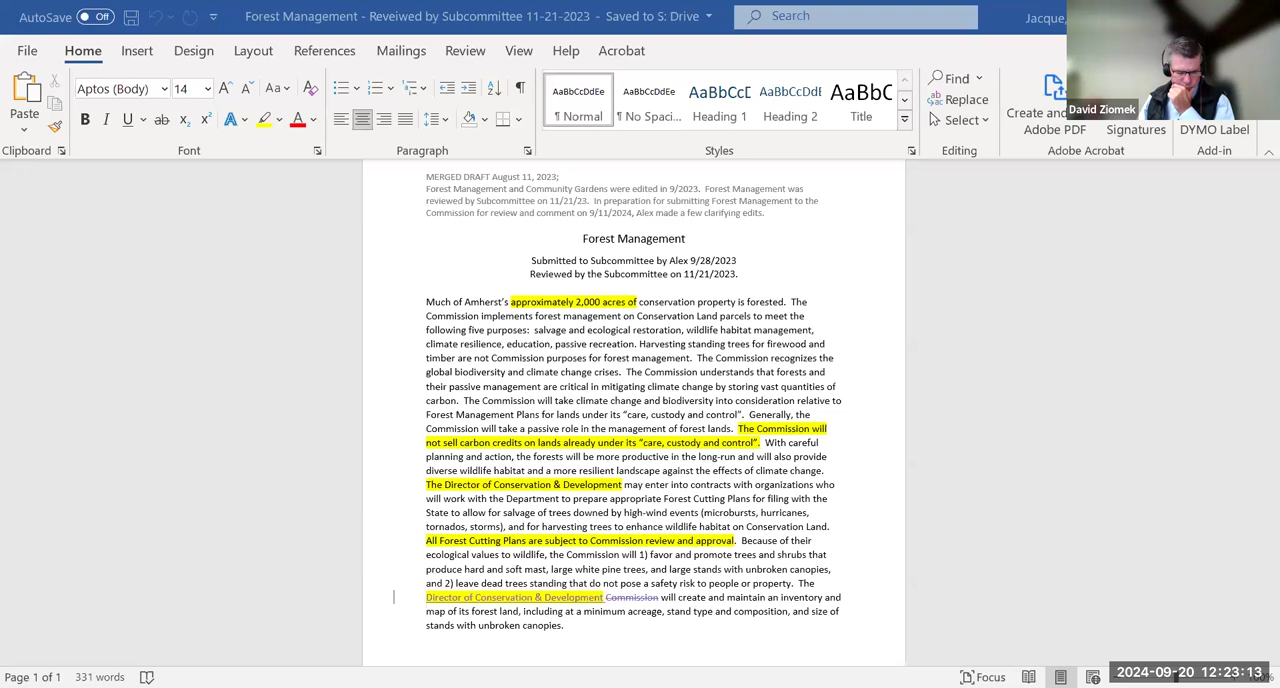 AutoSave Off Forest Management - Reveiwed by Subcommittee 11-21-2023 - Saved to S: Drive Search Jacque,
File Home Insert Design Layout References Mailings Review View Help Acrobat
Paste
Aptos (Body) 14 Aa
AaBbCcDdEe AaBbCcDdEe AaBbCcD AaBbCcDdE AaBbC
¶ Normal ¶ No Spaci... Heading 1 Heading 2 Title
Find
Replace
Select
Create and
Adobe PDF Signatures DYMO Label
David Ziomek
Clipboard Font Paragraph Styles Editing Adobe Acrobat Add-in
MERGED DRAFT August 11, 2023;
Forest Management and Community Gardens were edited in 9/2023. Forest Management was
reviewed by Subcommittee on 11/21/23. In preparation for submitting Forest Management to the
Commission for review and comment on 9/11/2024, Alex made a few clarifying edits.
Forest Management
Submitted to Subcommittee by Alex 9/28/2023
Reviewed by the Subcommittee on 11/21/2023.
Much of Amherst's approximately 2,000 acres of conservation property is forested. The
Commission implements forest management on Conservation Land parcels to meet the
following five purposes: salvage and ecological restoration, wildlife habitat management,
climate resilience, education, passive recreation. Harvesting standing trees for firewood and
timber are not Commission purposes for forest management. The Commission recognizes the
global biodiversity and climate change crises. The Commission understands that forests and
their passive management are critical in mitigating climate change by storing vast quantities of
carbon. The Commission will take climate change and biodiversity into consideration relative to
Forest Management Plans for lands under its "care, custody and control". Generally, the
Commission will take a passive role in the management of forest lands. The Commission will
not sell carbon credits on lands already under its "care, custody and control". With careful
planning and action, the forests will be more productive in the long-run and will also provide
diverse wildlife habitat and a more resilient landscape against the effects of climate change.
The Director of Conservation & Development may enter into contracts with organizations who
will work with the Department to prepare appropriate Forest Cutting Plans for filing with the
State to allow for salvage of trees downed by high-wind events (microbursts, hurricanes,
tornados, storms), and for harvesting trees to enhance wildlife habitat on Conservation Land.
All Forest Cutting Plans are subject to Commission review and approval. Because of their
ecological values to wildlife, the Commission will 1) favor and promote trees and shrubs that
produce hard and soft mast, large white pine trees, and large stands with unbroken canopies,
and 2) leave dead trees standing that do not pose a safety risk to people or property. The
Director of Conservation & Development Commission will create and maintain an inventory and
map of its forest land, including at a minimum acreage, stand type and composition, and size of
stands with unbroken canopies.
Page 1 of 1 331 words Focus 2024-09-20 12:23:13